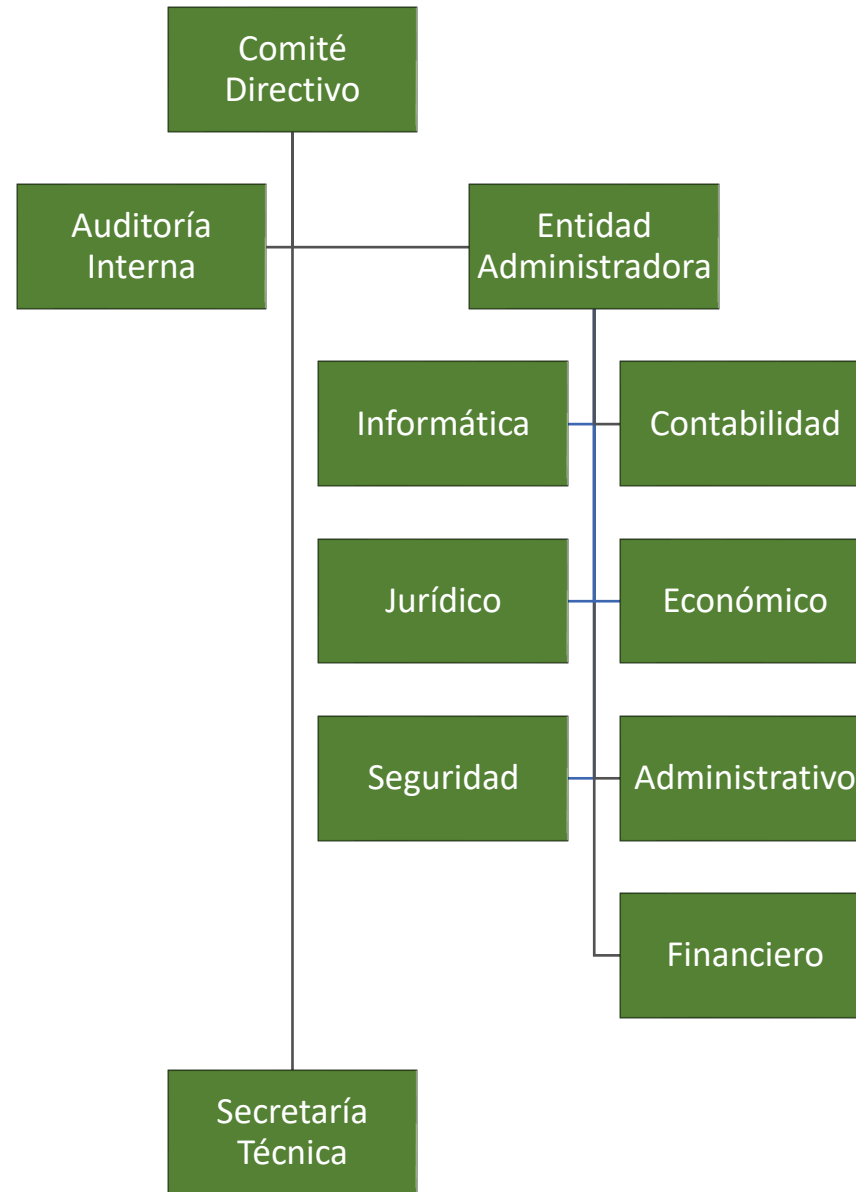 Comité
Directivo
Auditoría
Interna
Entidad
Administradora
Informática
Contabilidad
Jurídico
Económico
Seguridad
Administrativo
Financiero
Secretaría
Técnica